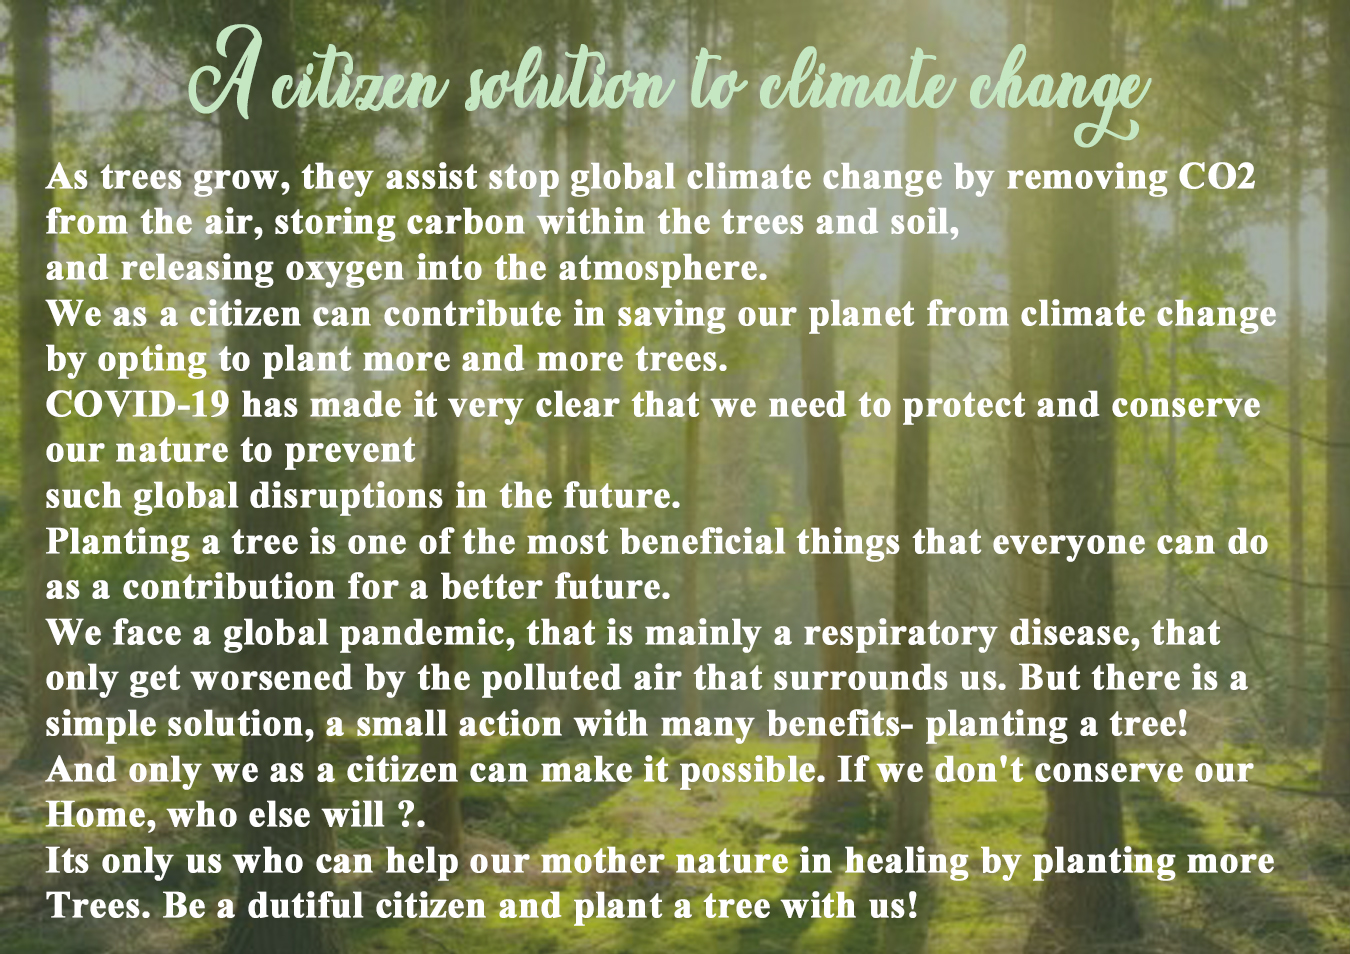 A citizen solution to climate change
As trees grow, they assist stop global climate change by removing CO2
from the air, storing carbon within the trees and soil,
and releasing oxygen into the atmosphere.
We as a citizen can contribute in saving our planet from climate change
by opting to plant more and more trees.
COVID-19 has made it very clear that we need to protect and conserve
our nature to prevent
such global disruptions in the future.
Planting a tree is one of the most beneficial things that everyone can do
as a contribution for a better future.
We face a global pandemic, that is mainly a respiratory disease, that
only get worsened by the polluted air that surrounds us. But there is a
simple solution, a small action with many benefits- planting a tree!
And only we as a citizen can make it possible. If we don't conserve our
Home, who else will ?.
Its only us who can help our mother nature in healing by planting more
Trees. Be a dutiful citizen and plant a tree with us!